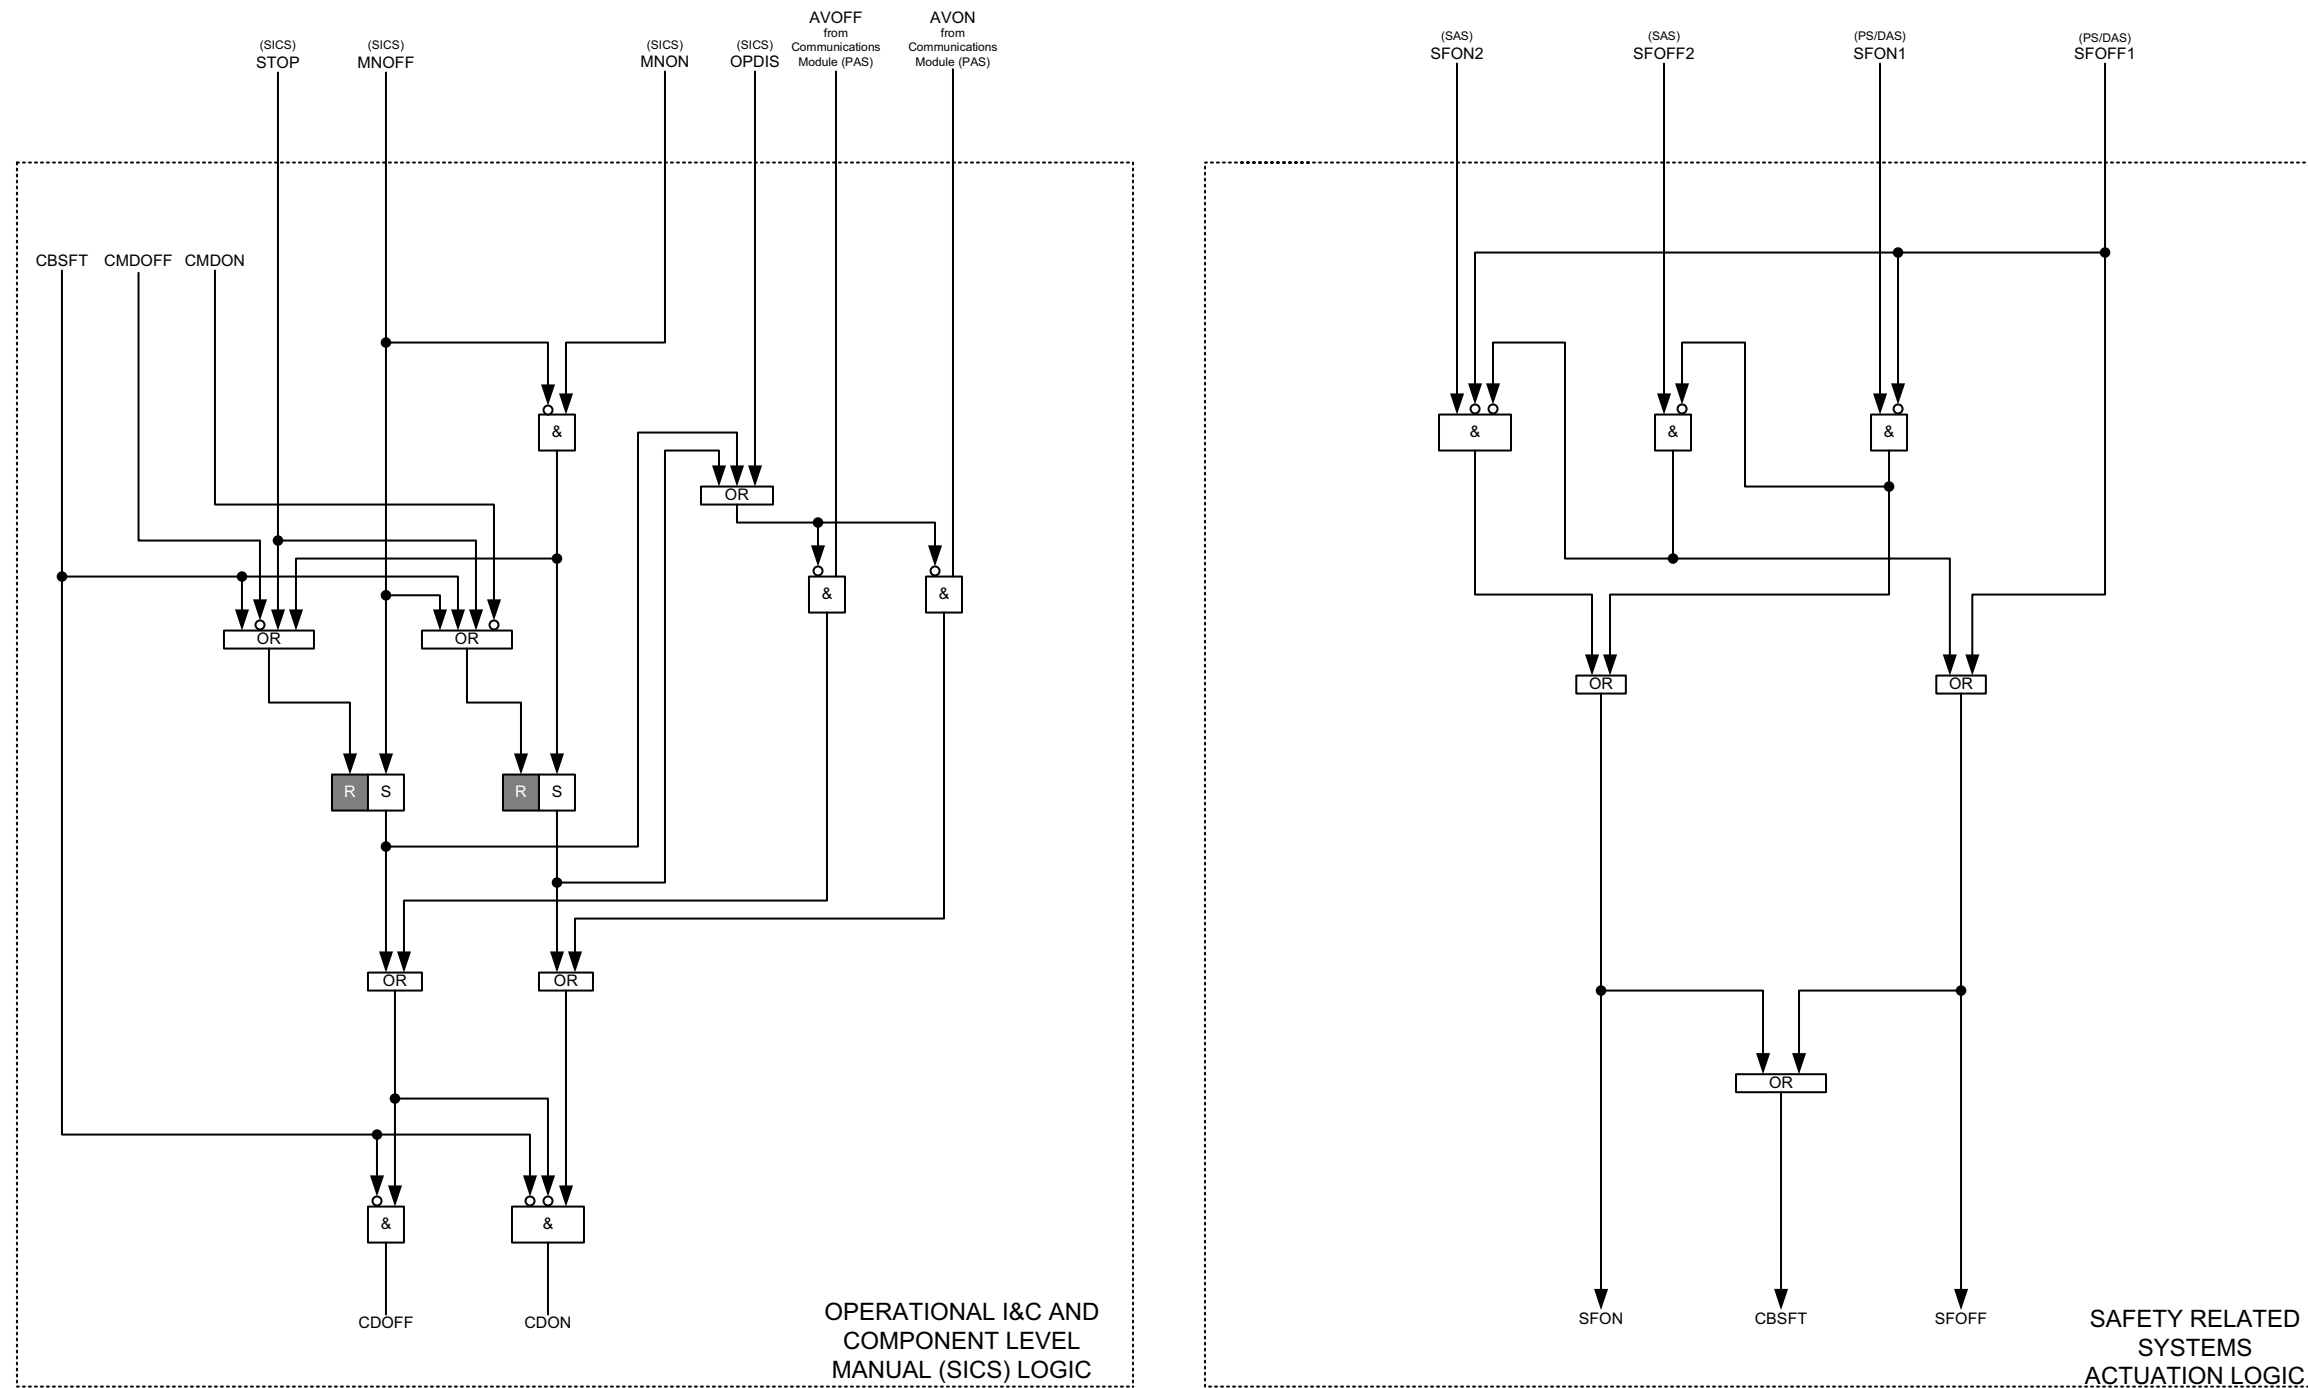 AVOFF
from
Communications
Module (PAS)
AVON
from
Communications
Module (PAS)
(SICS)
STOP
(SICS)
MNOFF
(SICS)
MNON
(SICS)
OPDIS
(SAS)
SFON2
(SAS)
SFOFF2
(PS/DAS)
SFON1
(PS/DAS)
SFOFF1
CBSFT
CMDOFF
CMDON
&
OR
&
&
OR
OR
R
S
R
S
OR
OR
&
&
CDOFF
CDON
OPERATIONAL I&C AND
COMPONENT LEVEL
MANUAL (SICS) LOGIC
&
&
&
OR
OR
OR
SFON
CBSFT
SFOFF
SAFETY RELATED
SYSTEMS
ACTUATION LOGIC